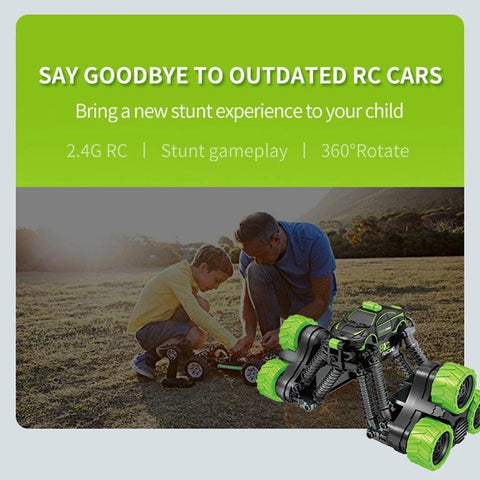 SAY GOODBYE TO OUTDATED RC CARS
Bring a new stunt experience to your child
2.4G RC | Stunt gameplay | 360°Rotate